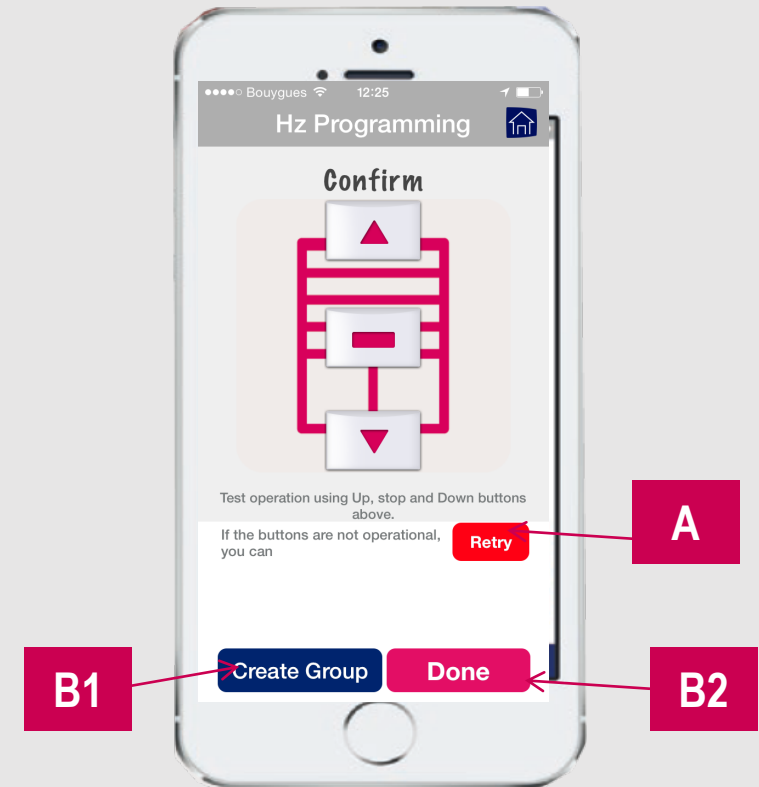 Bouygues 12:25
Hz Programming
Confirm
Test operation using Up, stop and Down buttons
above.
If the buttons are not operational,
you can
Retry
A
Create Group
Done
B1
B2